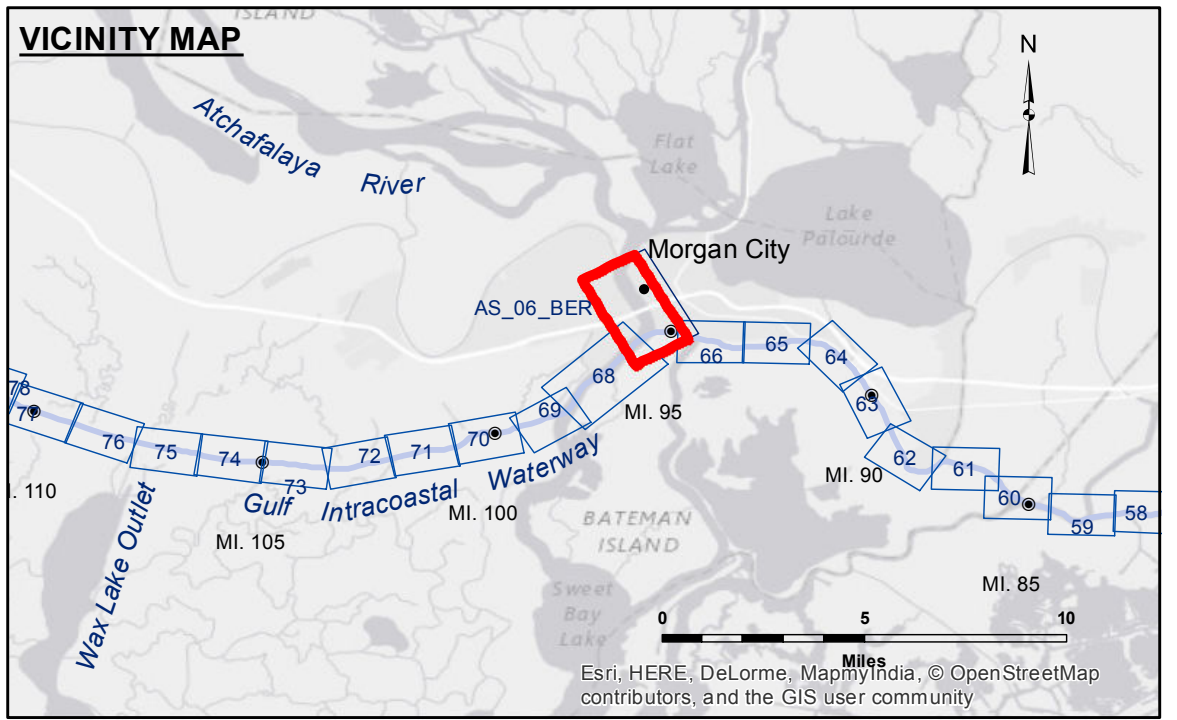 ISLAND
VICINITY MAP
N
Atchafalaya
River
Flat
Lake
Lake
Palourde
Morgan City
AS_06_BER
66
65
64
68
63
69
MI. 95
78
77
70
76
75
74
72
71
62
61
Waterway
MI. 90
73
Gulf
Intracoastal
60
59
58
MI. 110
MI. 100
BATEMAN
ISLAND
MI. 105
Wax Lake Outlet
Sweet
Bay
Lake
MI. 85
0 5 10
Miles
Esri, HERE, DeLorme, MapmyIndia, © OpenStreetMap
contributors, and the GIS user community